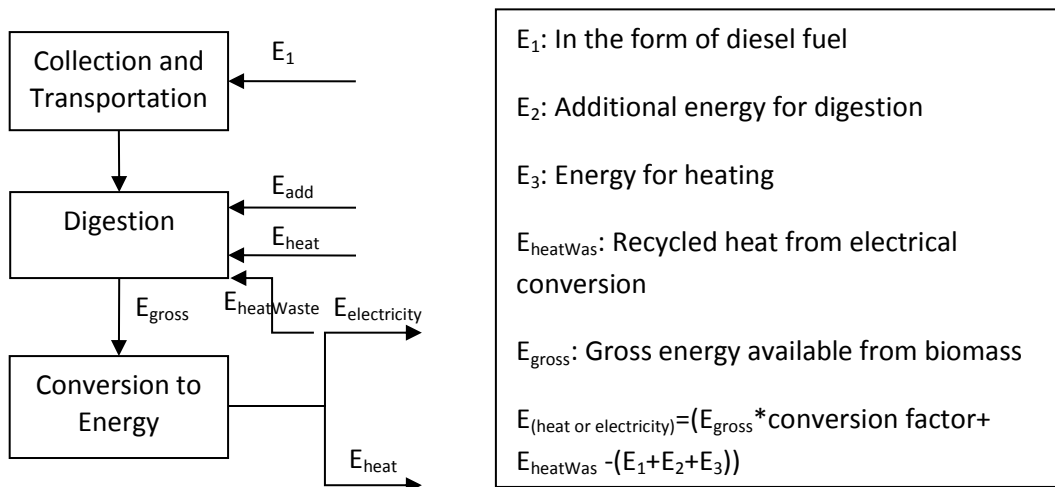 Collection and
Transportation
E1
Digestion
Eadd
Eheat
Egross
EheatWaste
Eelectricity
Conversion to
Energy
Eheat
E1: In the form of diesel fuel
E2: Additional energy for digestion
E3: Energy for heating
EheatWas: Recycled heat from electrical
conversion
Egross: Gross energy available from biomass
E(heat or electricity)=(Egross*conversion factor+
EheatWas -(E1+E2+E3))